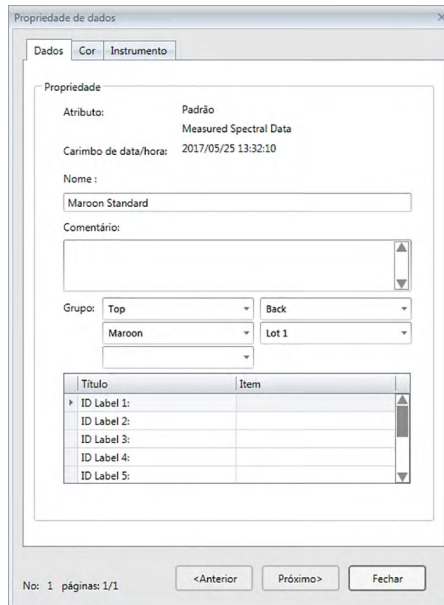 Propriedade de dados
Dados Cor Instrumento
Propriedade
Atributo: Padrão
Measured Spectral Data
Carimbo de data/hora: 2017/05/25 13:32:10
Nome :
Maroon Standard
Comentário:
Grupo: Top Back
Maroon Lot 1
Título Item
ID Label 1:
ID Label 2:
ID Label 3:
ID Label 4:
ID Label 5:
No: 1 páginas: 1/1 <Anterior Próximo> Fechar